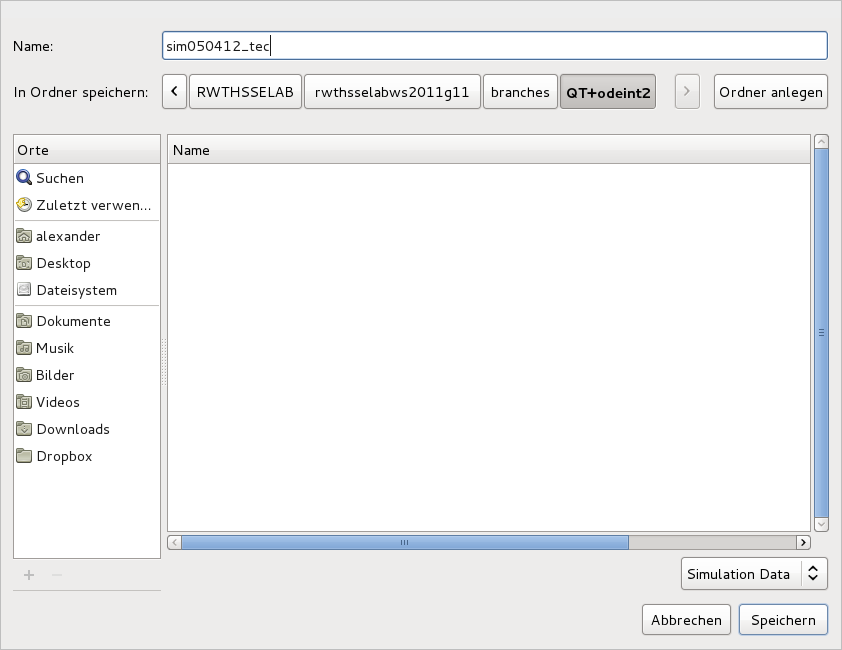 Name:
sim050412_tec
In Ordner speichern:
RWTHSSELAB
rwthsselabws2011g11
branches
QT+odeint2
Ordner anlegen
Orte
Name
Suchen
Zuletzt verwen...
alexander
Desktop
Dateisystem
Dokumente
Musik
Bilder
Videos
Downloads
Dropbox
Simulation Data
Abbrechen
Speichern